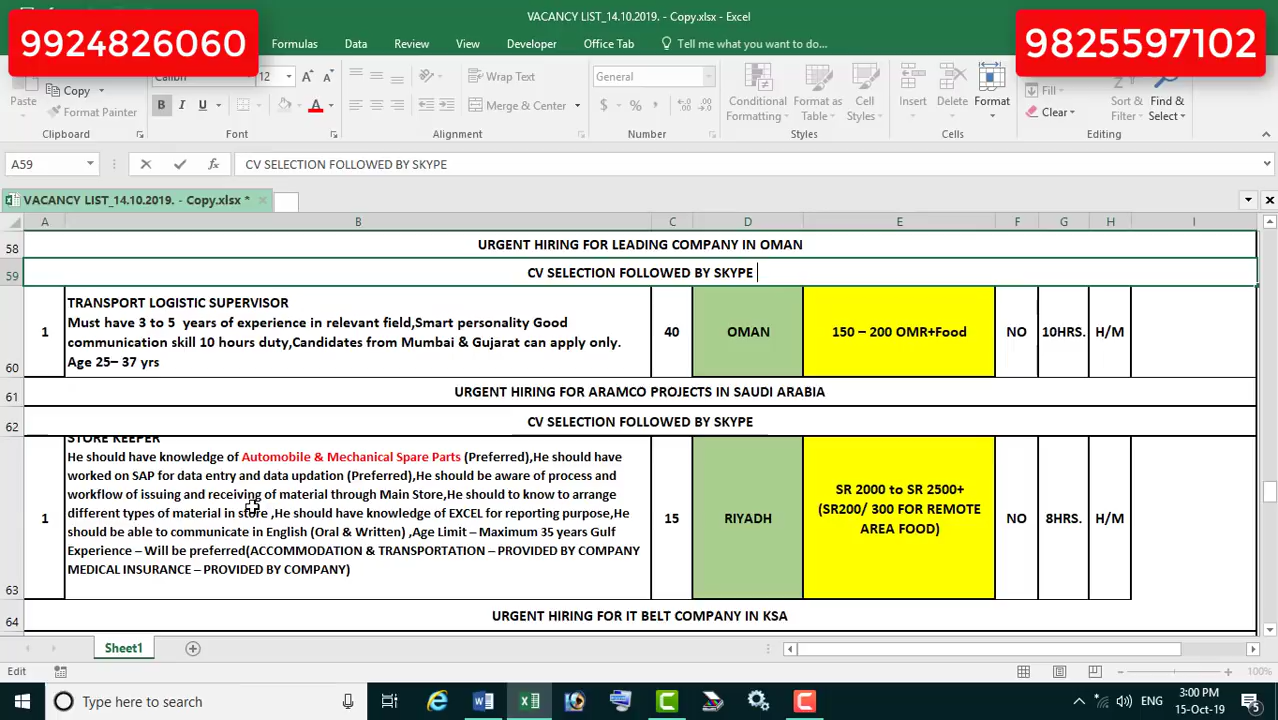 VACANCY LIST_14.10.2019. - Copy.xlsx - Excel
9924826060
9825597102
Formulas Data Review View Developer Office Tab Tell me what you want to do...
Paste
Copy
Format Painter
Clipboard
Calibri 12
B I U
Font
Wrap Text
Merge & Center
Alignment
General
$ % ,
Number
Conditional Formatting
Format as Table
Cell Styles
Styles
Insert
Delete
Format
Cells
Fill
Clear
Sort & Filter
Find & Select
Editing
A59 fx CV SELECTION FOLLOWED BY SKYPE
VACANCY LIST_14.10.2019. - Copy.xlsx *
A B C D E F G H I
58 URGENT HIRING FOR LEADING COMPANY IN OMAN
59 CV SELECTION FOLLOWED BY SKYPE
60
1
TRANSPORT LOGISTIC SUPERVISOR
Must have 3 to 5 years of experience in relevant field,Smart personality Good
communication skill 10 hours duty,Candidates from Mumbai & Gujarat can apply only.
Age 25– 37 yrs
40 OMAN 150 – 200 OMR+Food NO 10HRS. H/M
61 URGENT HIRING FOR ARAMCO PROJECTS IN SAUDI ARABIA
62 CV SELECTION FOLLOWED BY SKYPE
63
1
STORE KEEPER
He should have knowledge of Automobile & Mechanical Spare Parts (Preferred),He should have
worked on SAP for data entry and data updation (Preferred),He should be aware of process and
workflow of issuing and receiving of material through Main Store,He should to know to arrange
different types of material in store ,He should have knowledge of EXCEL for reporting purpose,He
should be able to communicate in English (Oral & Written) ,Age Limit – Maximum 35 years Gulf
Experience – Will be preferred(ACCOMMODATION & TRANSPORTATION – PROVIDED BY COMPANY
MEDICAL INSURANCE – PROVIDED BY COMPANY)
15 RIYADH
SR 2000 to SR 2500+
(SR200/ 300 FOR REMOTE
AREA FOOD)
NO 8HRS. H/M
64 URGENT HIRING FOR IT BELT COMPANY IN KSA
Sheet1
Edit
100%
Type here to search
ENG
3:00 PM
15-Oct-19
5